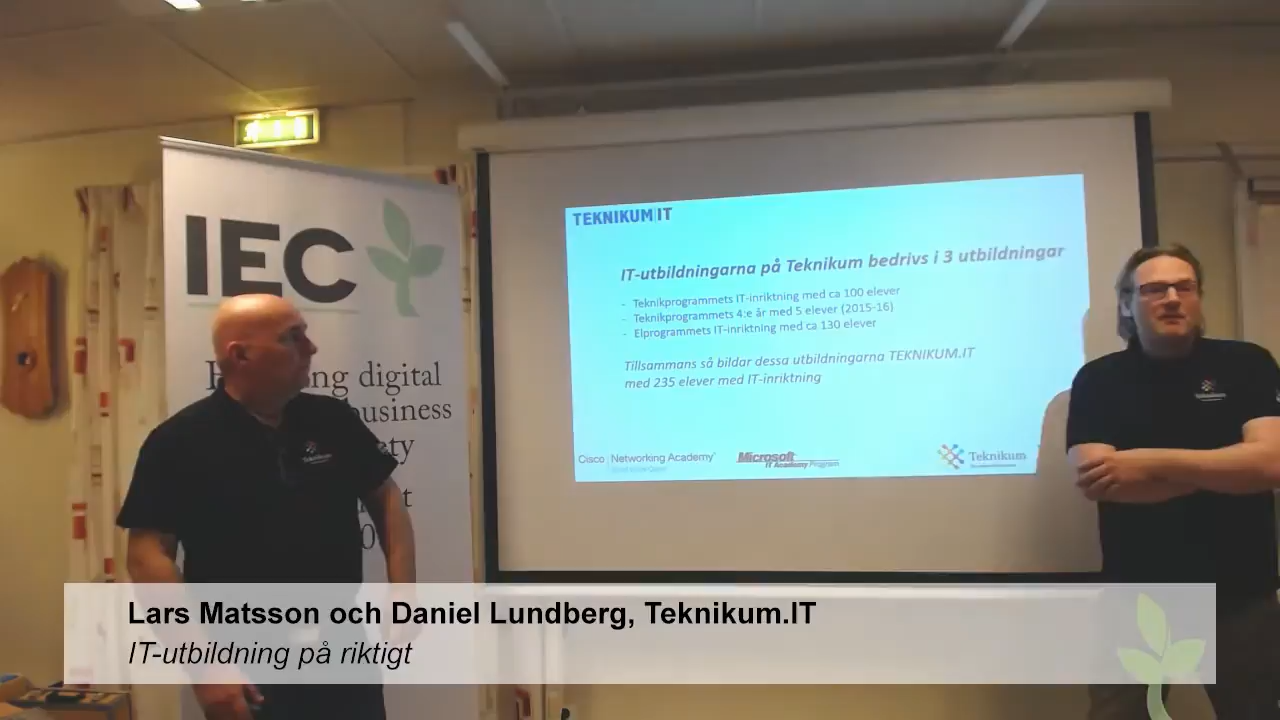 IEC
digital
business
TEKNIKUM|IT
IT-utbildningarna på Teknikum bedrivs i 3 utbildningar
- Teknikprogrammets IT-inriktning med ca 100 elever
- Teknikprogrammets 4:e år med 5 elever (2015-16)
- Elprogrammets IT-inriktning med ca 130 elever
Tillsammans så bildar dessa utbildningarna TEKNIKUM.IT
med 235 elever med IT-inriktning
Cisco Networking Academy
Microsoft
IT Academy Program
Teknikum
Teknikum
Teknikum
Lars Matsson och Daniel Lundberg, Teknikum.IT
IT-utbildning på riktigt